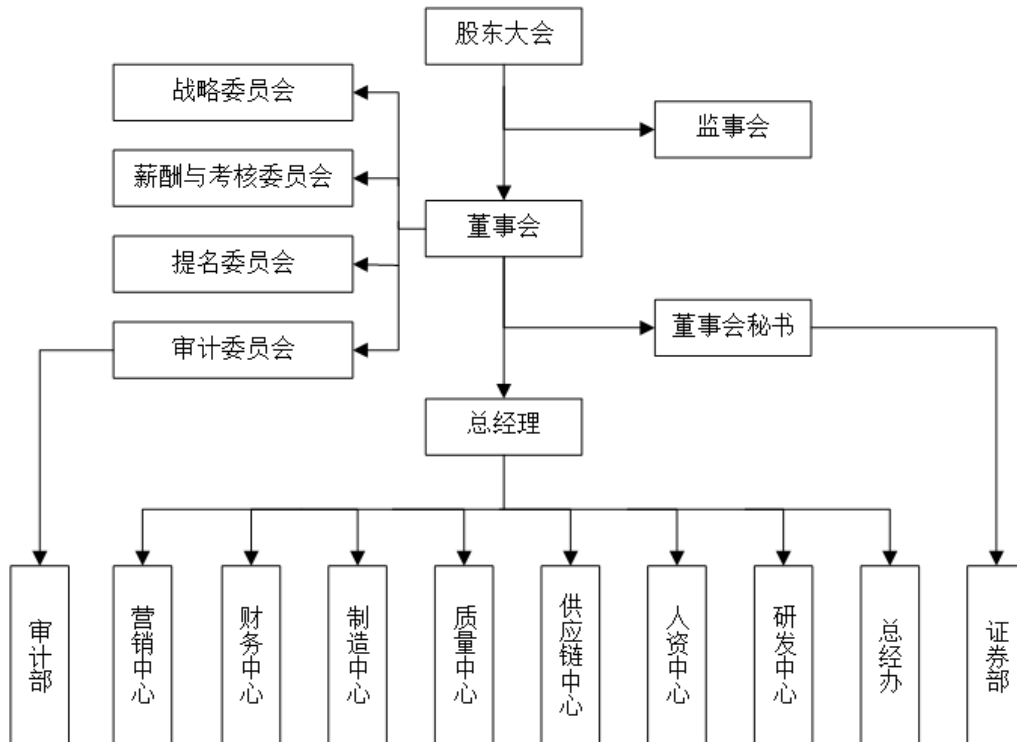 股东大会
战略委员会
监事会
薪酬与考核委员会
董事会
提名委员会
董事会秘书
审计委员会
总经理
审计部
营销中心
财务中心
制造中心
质量中心
供应链中心
人资中心
研发中心
总经办
证券部